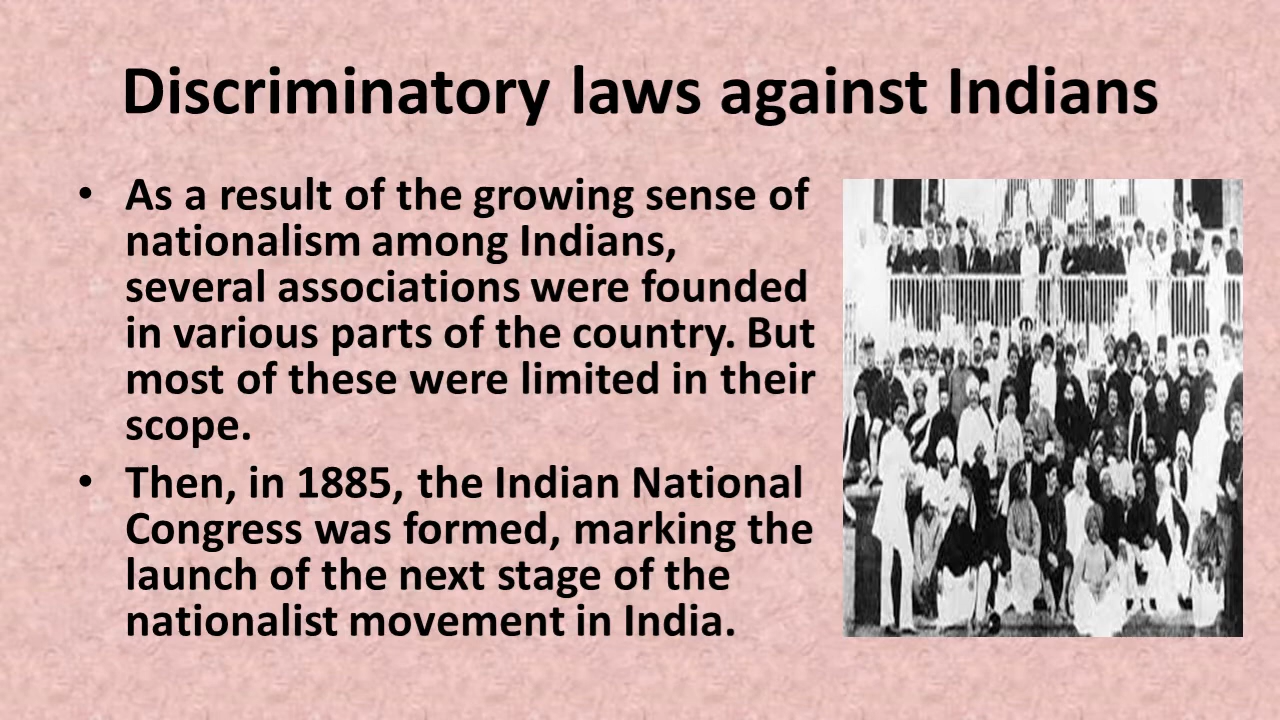 Discriminatory laws against Indians
• As a result of the growing sense of
nationalism among Indians,
several associations were founded
in various parts of the country. But
most of these were limited in their
scope.
• Then, in 1885, the Indian National
Congress was formed, marking the
launch of the next stage of the
nationalist movement in India.